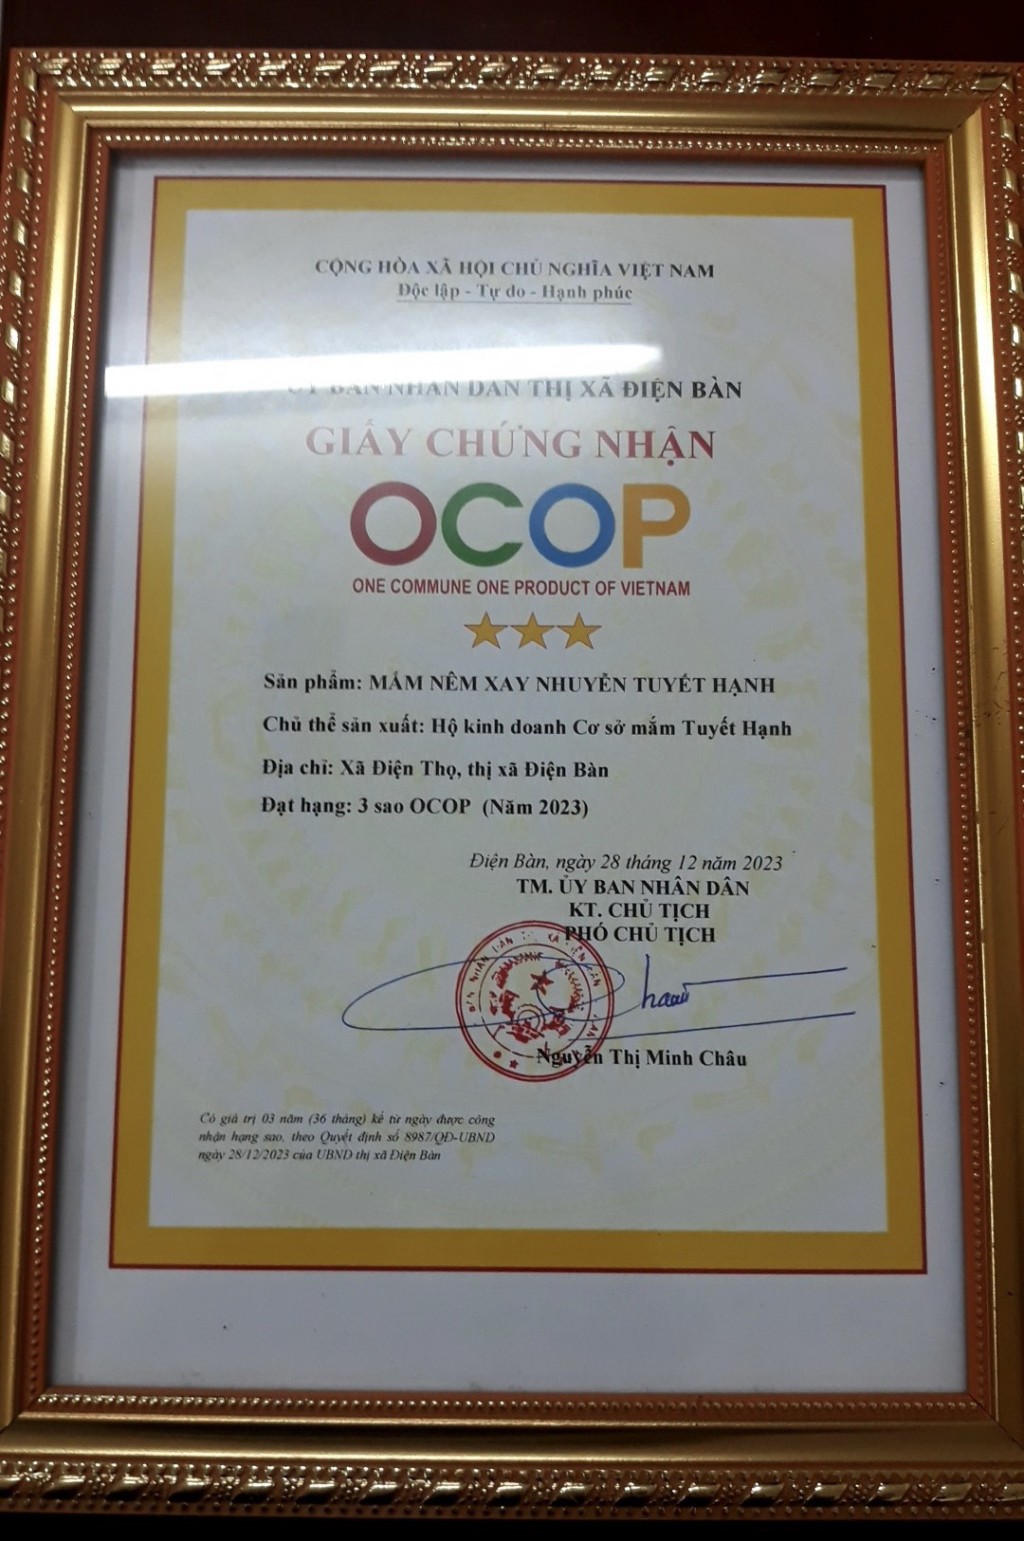 CỘNG HÒA XÃ HỘI CHỦ NGHĨA VIỆT NAM
Độc lập - Tự do - Hạnh phúc
ỦY BAN NHÂN DÂN THỊ XÃ ĐIỆN BÀN
GIẤY CHỨNG NHẬN
OCOP
ONE COMMUNE ONE PRODUCT OF VIETNAM
Sản phẩm: MẮM NÊM XAY NHUYỄN TUYẾT HẠNH
Chủ thể sản xuất: Hộ kinh doanh Cơ sở mắm Tuyết Hạnh
Địa chỉ: Xã Điện Thọ, thị xã Điện Bàn
Đạt hạng: 3 sao OCOP (Năm 2023)
Điện Bàn, ngày 28 tháng 12 năm 2023
TM. ỦY BAN NHÂN DÂN
KT. CHỦ TỊCH
PHÓ CHỦ TỊCH
Nguyễn Thị Minh Châu
Có giá trị 03 năm (36 tháng) kể từ ngày được công
nhận hạng sao, theo Quyết định số 8987/QĐ-UBND
ngày 28/12/2023 của UBND thị xã Điện Bàn